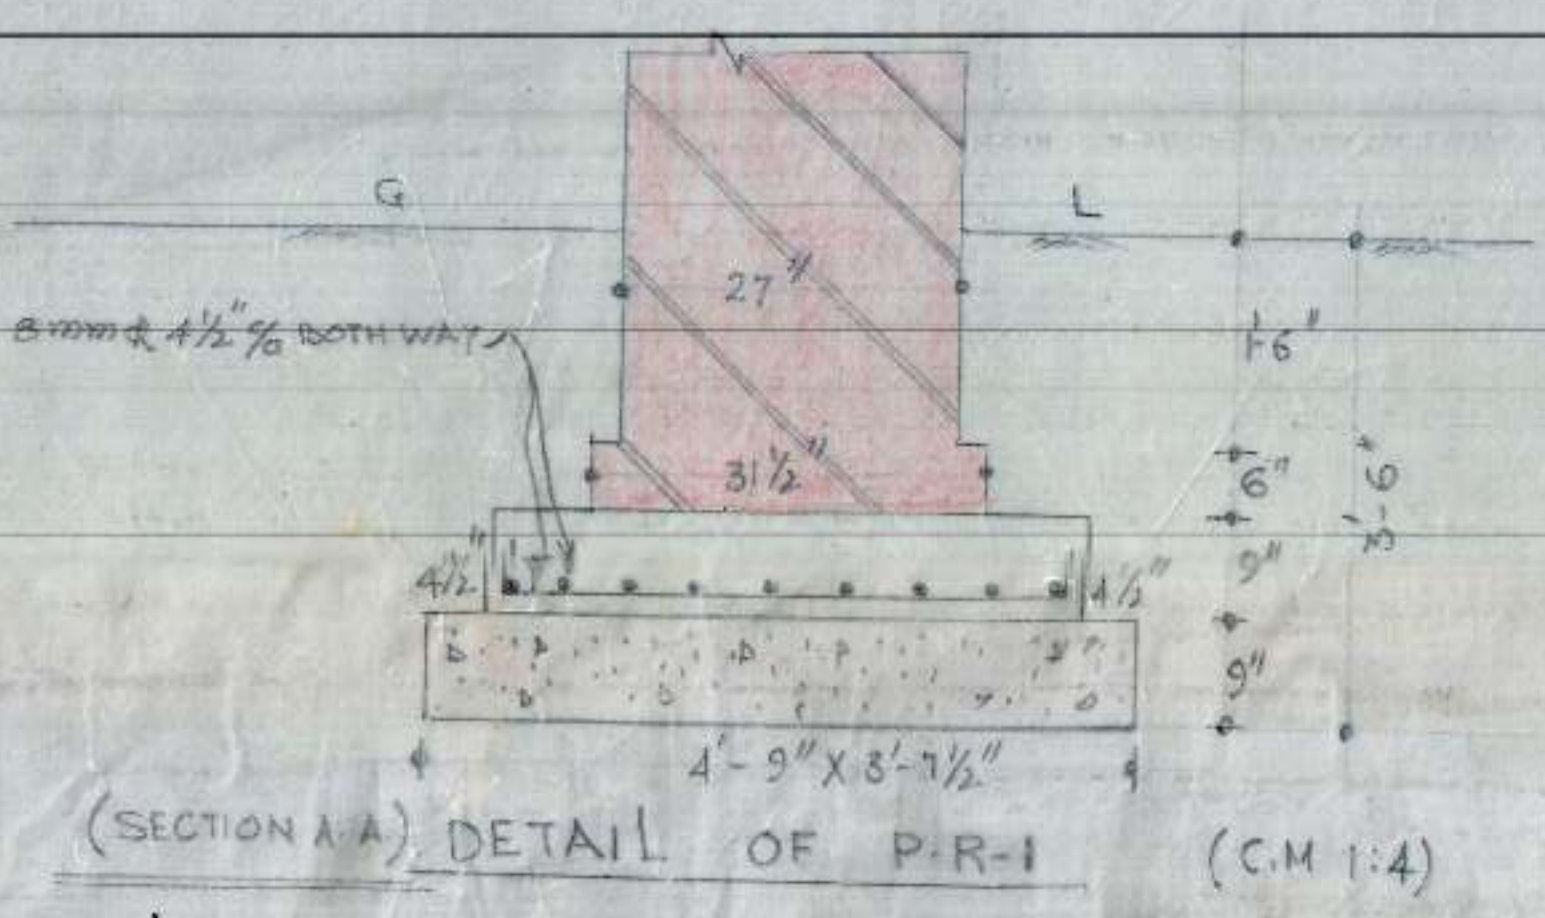 G L
27"
8mm⌀ 4½" % BOTH WAY
1'-6"
31½"
6"
3'-6"
4½" 4½"
9"
9"
4'-9" X 3'-7½"
(SECTION A-A) DETAIL OF P.R-1 (C.M 1:4)